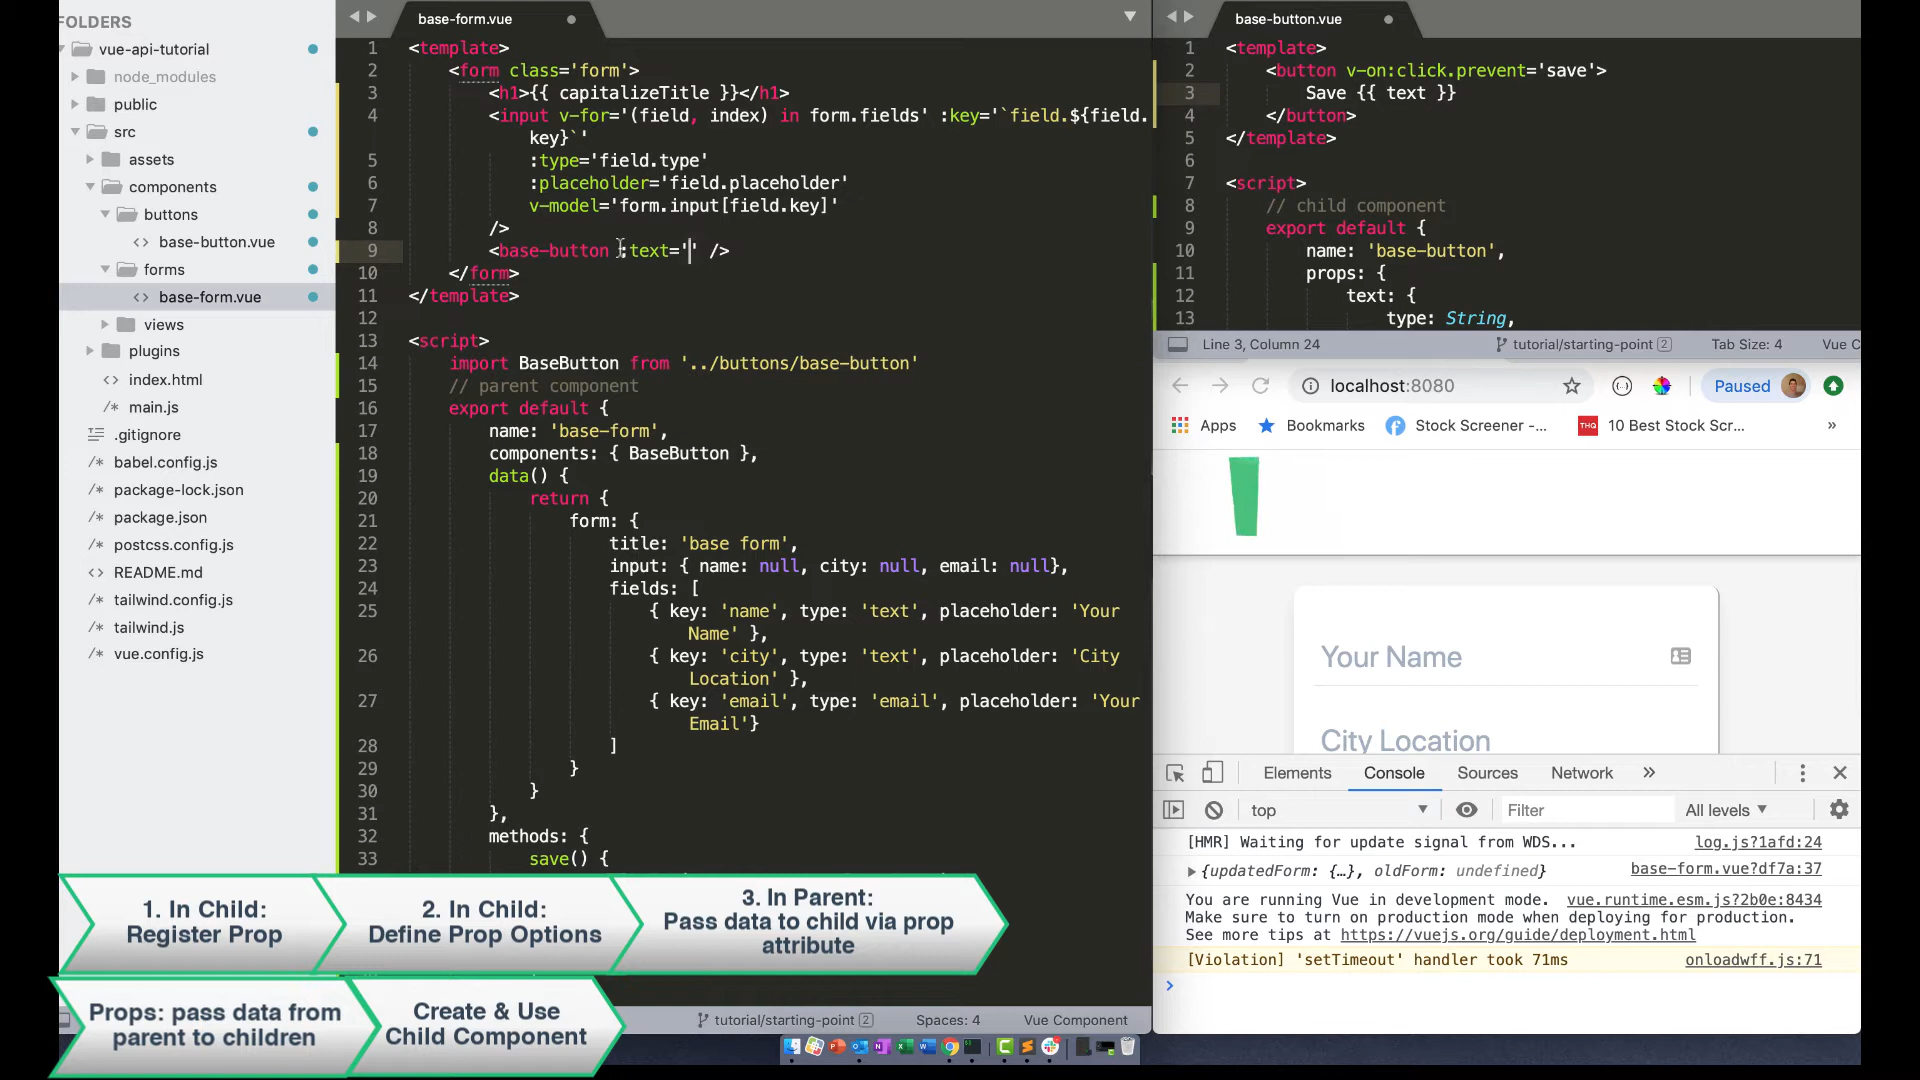 FOLDERS
vue-api-tutorial
node_modules
public
src
assets
components
buttons
base-button.vue
forms
base-form.vue
views
plugins
index.html
main.js
.gitignore
babel.config.js
package-lock.json
package.json
postcss.config.js
README.md
tailwind.config.js
tailwind.js
vue.config.js
base-form.vue
1 <template>
2 <form class='form'>
3 <h1>{{ capitalizeTitle }}</h1>
4 <input v-for='(field, index) in form.fields' :key='`field.${field.
key}`'
5 :type='field.type'
6 :placeholder='field.placeholder'
7 v-model='form.input[field.key]'
8 />
9 <base-button :text='' />
10 </form>
11 </template>
12
13 <script>
14 import BaseButton from '../buttons/base-button'
15 // parent component
16 export default {
17 name: 'base-form',
18 components: { BaseButton },
19 data() {
20 return {
21 form: {
22 title: 'base form',
23 input: { name: null, city: null, email: null},
24 fields: [
25 { key: 'name', type: 'text', placeholder: 'Your
Name' },
26 { key: 'city', type: 'text', placeholder: 'City
Location' },
27 { key: 'email', type: 'email', placeholder: 'Your
Email'}
28 ]
29 }
30 }
31 },
32 methods: {
33 save() {
tutorial/starting-point 2
Spaces: 4
Vue Component
base-button.vue
1 <template>
2 <button v-on:click.prevent='save'>
3 Save {{ text }}
4 </button>
5 </template>
6
7 <script>
8 // child component
9 export default {
10 name: 'base-button',
11 props: {
12 text: {
13 type: String,
Line 3, Column 24
tutorial/starting-point 2
Tab Size: 4
Vue C
localhost:8080
Paused
Apps
Bookmarks
Stock Screener -...
THQ
10 Best Stock Scr...
»
Your Name
City Location
Elements
Console
Sources
Network
»
top
Filter
All levels
[HMR] Waiting for update signal from WDS... log.js?1afd:24
{updatedForm: {…}, oldForm: undefined} base-form.vue?df7a:37
You are running Vue in development mode. vue.runtime.esm.js?2b0e:8434
Make sure to turn on production mode when deploying for production.
See more tips at https://vuejs.org/guide/deployment.html
[Violation] 'setTimeout' handler took 71ms onloadwff.js:71
1. In Child:
Register Prop
2. In Child:
Define Prop Options
3. In Parent:
Pass data to child via prop
attribute
Props: pass data from
parent to children
Create & Use
Child Component